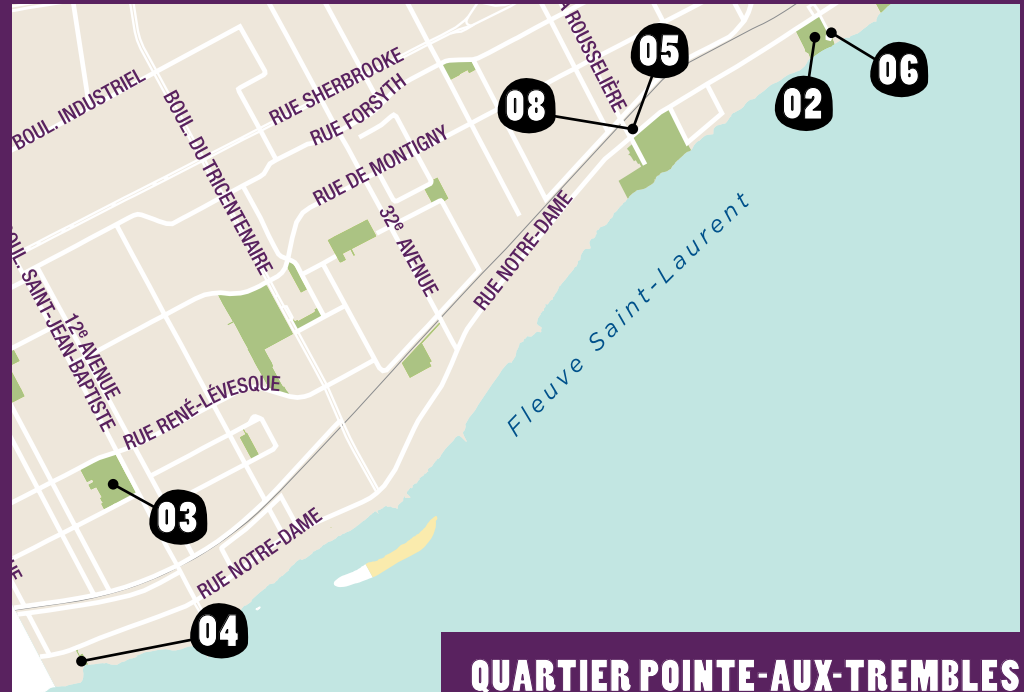 À ROUSSELIÈRE
05
06
BOUL. INDUSTRIEL
RUE SHERBROOKE
08
02
RUE FORSYTH
BOUL. DU TRICENTENAIRE
RUE DE MONTIGNY
32e AVENUE
RUE NOTRE-DAME
Fleuve Saint-Laurent
OUL. SAINT-JEAN-BAPTISTE
12e AVENUE
RUE RENÉ-LÉVESQUE
03
RUE NOTRE-DAME
04
QUARTIER POINTE-AUX-TREMBLES